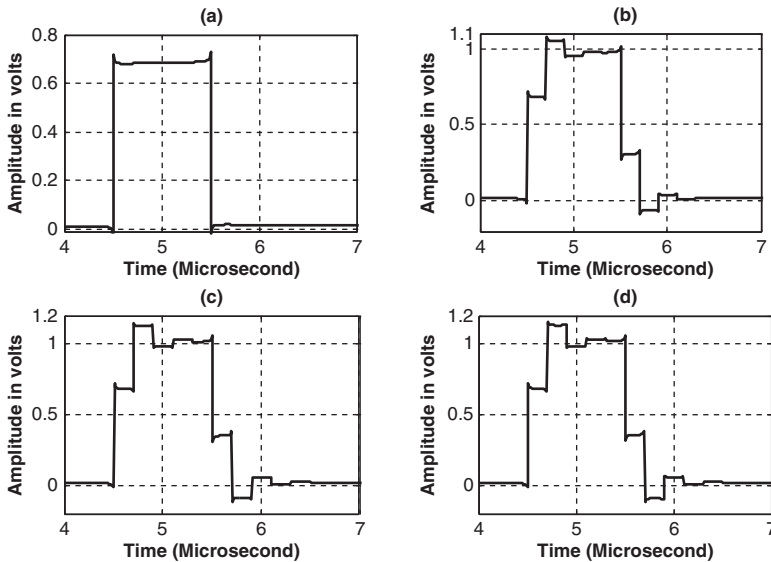 (a)
0.8
0.6
0.4
0.2
0
4 5 6 7
Amplitude in volts
Time (Microsecond)
(b)
1.1
1
0.5
0
4 5 6 7
Amplitude in volts
Time (Microsecond)
(c)
1.2
1
0.5
0
4 5 6 7
Amplitude in volts
Time (Microsecond)
(d)
1.2
1
0.5
0
4 5 6 7
Amplitude in volts
Time (Microsecond)